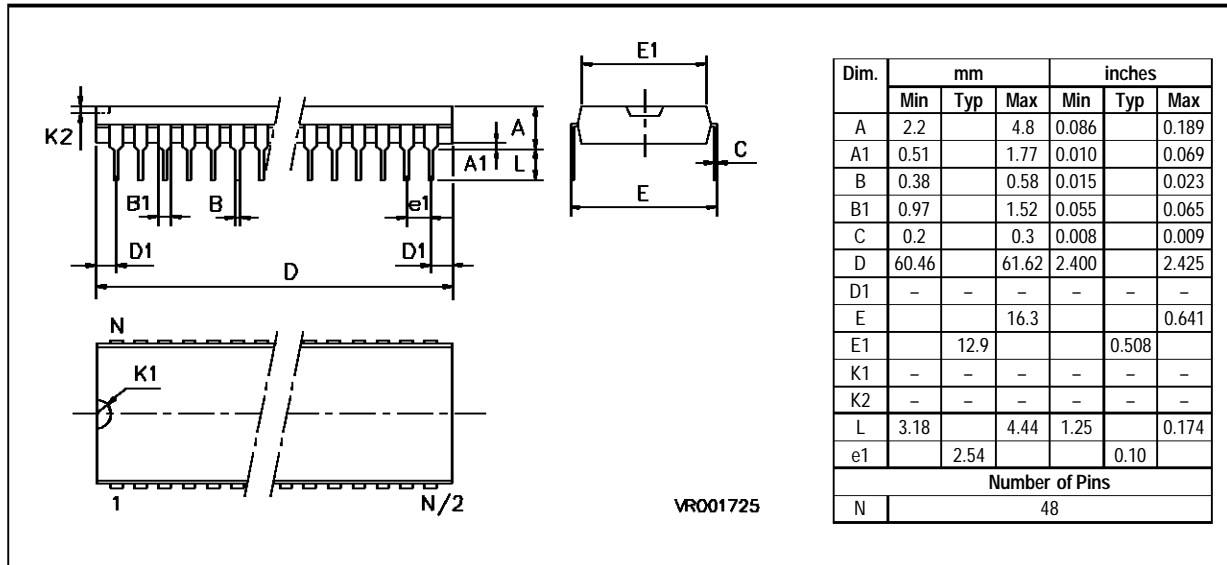 E1
K2
A
A1
L
C
B1
B
e1
E
D1
D1
D
N
K1
1
N/2
VR001725
Dim. mm inches
Min Typ Max Min Typ Max
A 2.2 4.8 0.086 0.189
A1 0.51 1.77 0.010 0.069
B 0.38 0.58 0.015 0.023
B1 0.97 1.52 0.055 0.065
C 0.2 0.3 0.008 0.009
D 60.46 61.62 2.400 2.425
D1 – – – – – –
E 16.3 0.641
E1 12.9 0.508
K1 – – – – – –
K2 – – – – – –
L 3.18 4.44 1.25 0.174
e1 2.54 0.10
Number of Pins
N 48